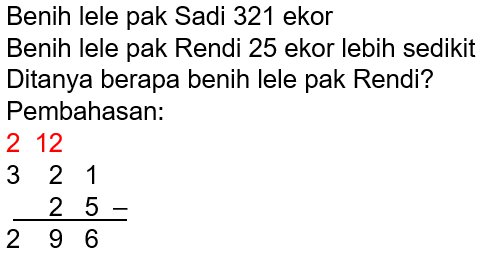 Benih lele pak Sadi 321 ekor
Benih lele pak Rendi 25 ekor lebih sedikit
Ditanya berapa benih lele pak Rendi?
Pembahasan:
2 12
3 2 1
2 5 –
2 9 6